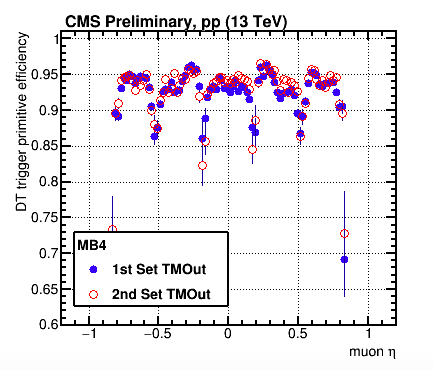 CMS Preliminary, pp (13 TeV)
DT trigger primitive efficiency
1
0.95
0.9
0.85
0.8
0.75
0.7
0.65
0.6
MB4
1st Set TMOut
2nd Set TMOut
−1 −0.5 0 0.5 1
muon η